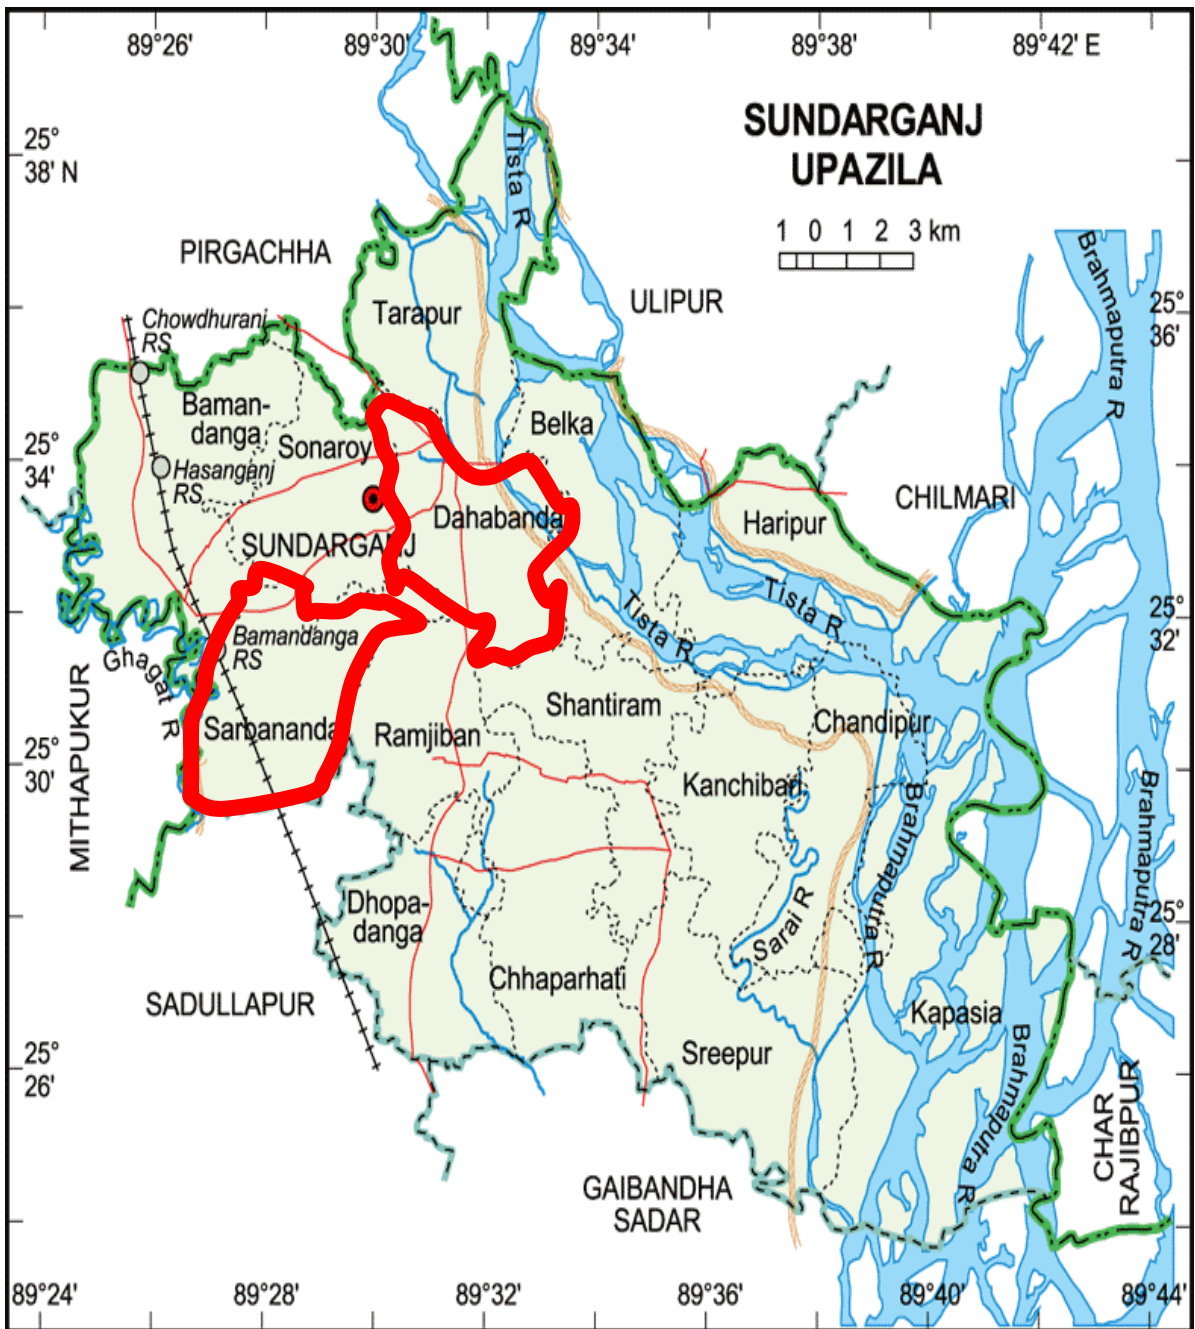 89°26'
89°30'
89°34'
89°38'
89°42' E
SUNDARGANJ
UPAZILA
1 0 1 2 3 km
25°
38' N
Tista R
PIRGACHHA
ULIPUR
Brahmaputra R
25°
36'
Chowdhurani
RS
Tarapur
Baman-
danga
Sonaroy
Belka
25°
34'
Hasanganj
RS
CHILMARI
Dahabanda
Haripur
SUNDARGANJ
Tista R
Tista R
25°
32'
Bamandanga
RS
Ghagat R
MITHAPUKUR
Sarbananda
Ramjiban
Shantiram
Chandipur
25°
30'
Kanchibari
Brahmaputra R
Brahmaputra R
Dhopa-
danga
Sarai R
25°
28'
Chhaparhati
SADULLAPUR
Kapasia
Sreepur
25°
26'
Brahmaputra R
CHAR
RAJIBPUR
GAIBANDHA
SADAR
89°24'
89°28'
89°32'
89°36'
89°40'
89°44'